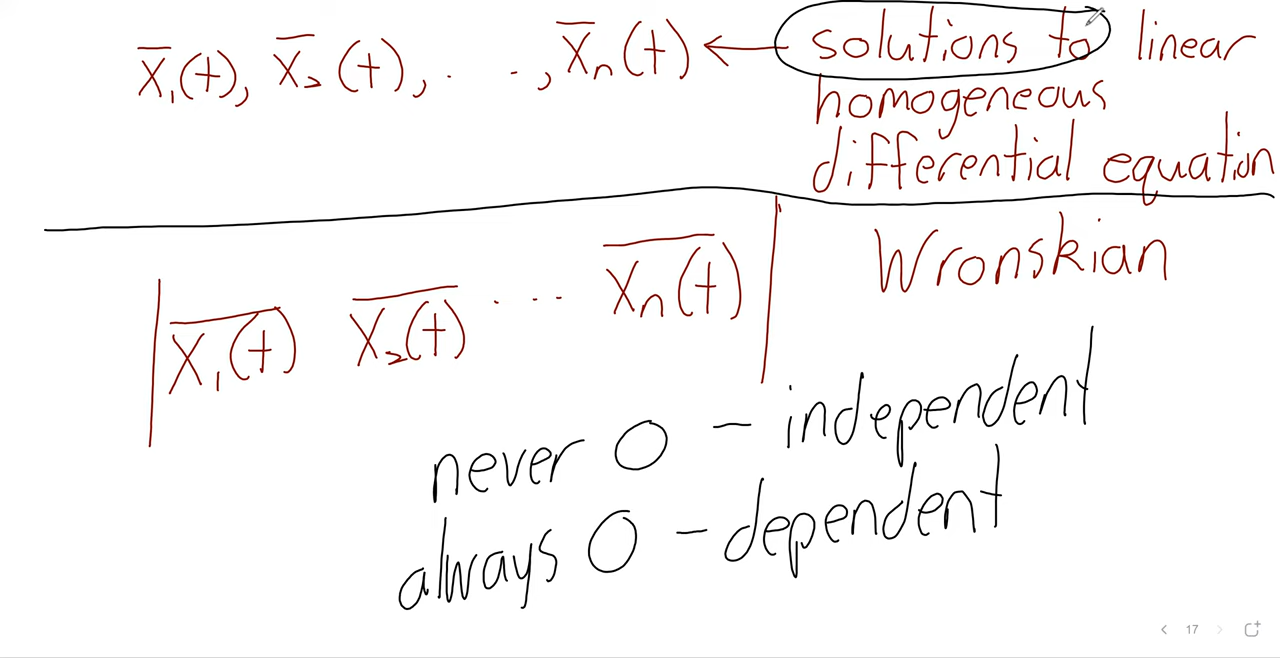 x̅₁(t), x̅₂(t), . . ., x̅ₙ(t) ← solutions to linear
homogeneous
differential equation
| x̅₁(t) x̅₂(t) . . . . x̅ₙ(t) | Wronskian
never 0 – independent
always 0 – dependent
17